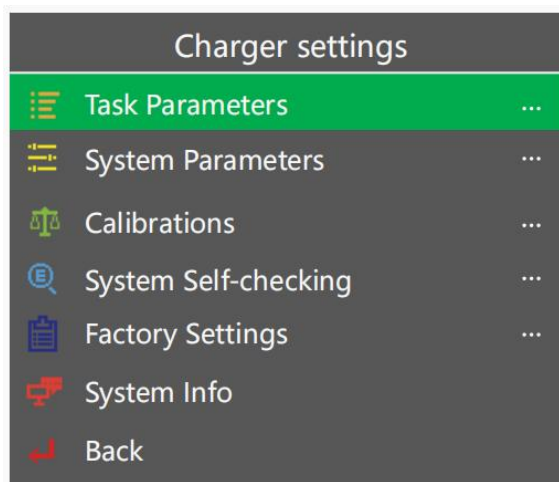 Charger settings
Task Parameters ...
System Parameters ...
Calibrations ...
System Self-checking ...
Factory Settings ...
System Info
Back